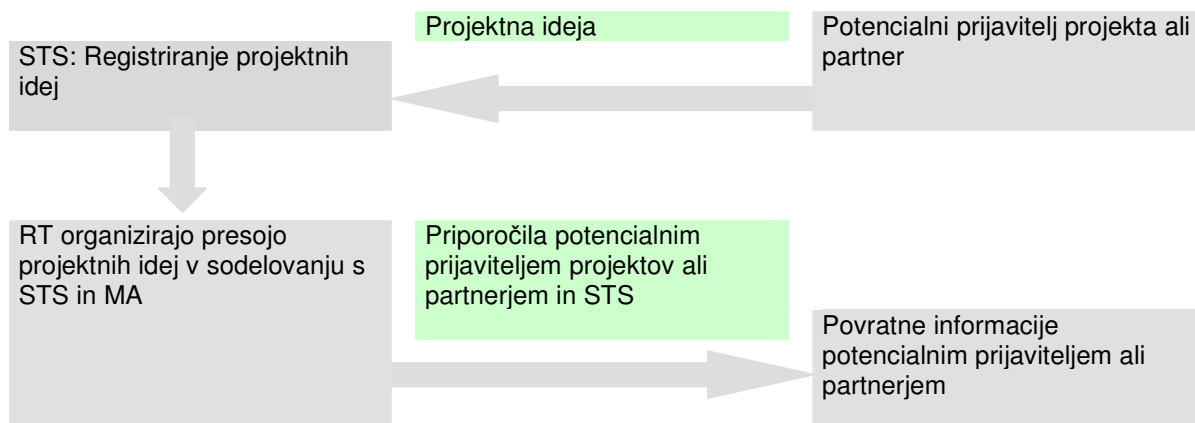 Projektna ideja
Potencialni prijavitelj projekta ali
partner
STS: Registriranje projektnih
idej
RT organizirajo presojo
projektnih idej v sodelovanju s
STS in MA
Priporočila potencialnim
prijaviteljem projektov ali
partnerjem in STS
Povratne informacije
potencialnim prijaviteljem ali
partnerjem